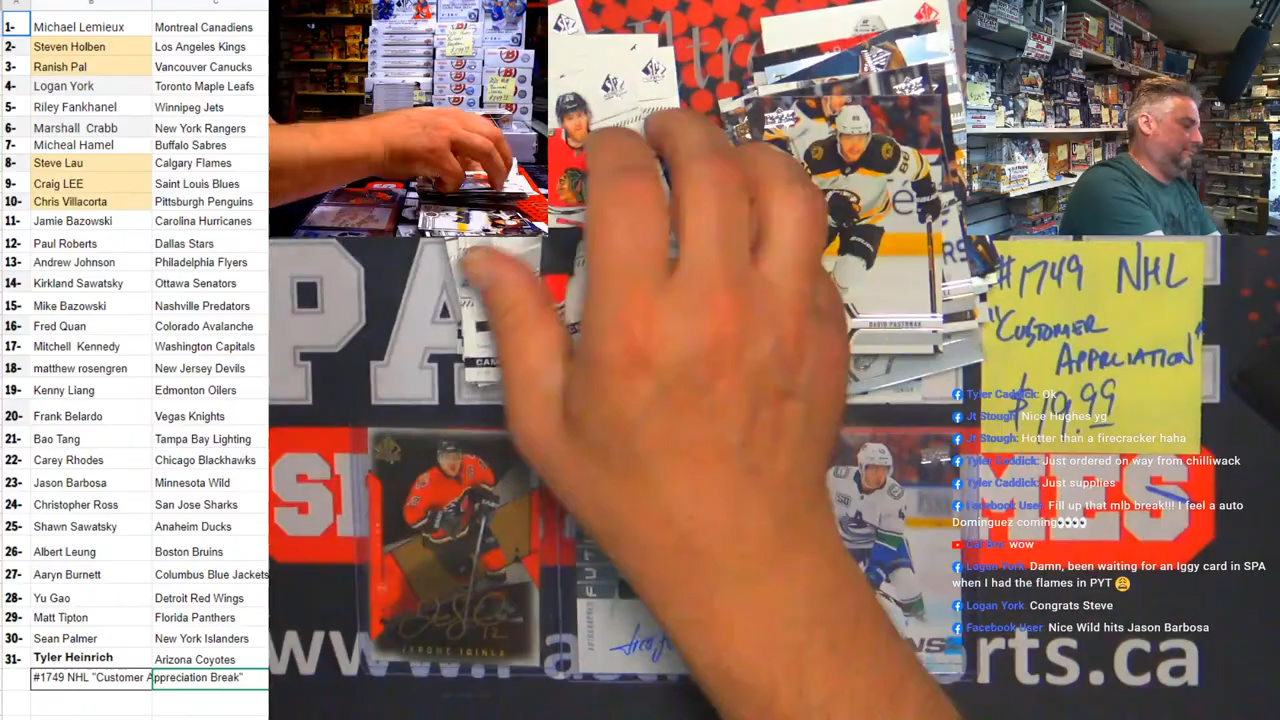 1- Michael Lemieux Montreal Canadiens
2- Steven Holben Los Angeles Kings
3- Ranish Pal Vancouver Canucks
4- Logan York Toronto Maple Leafs
5- Riley Fankhanel Winnipeg Jets
6- Marshall Crabb New York Rangers
7- Micheal Hamel Buffalo Sabres
8- Steve Lau Calgary Flames
9- Craig LEE Saint Louis Blues
10- Chris Villacorta Pittsburgh Penguins
11- Jamie Bazowski Carolina Hurricanes
12- Paul Roberts Dallas Stars
13- Andrew Johnson Philadelphia Flyers
14- Kirkland Sawatsky Ottawa Senators
15- Mike Bazowski Nashville Predators
16- Fred Quan Colorado Avalanche
17- Mitchell Kennedy Washington Capitals
18- matthew rosengren New Jersey Devils
19- Kenny Liang Edmonton Oilers
20- Frank Belardo Vegas Knights
21- Bao Tang Tampa Bay Lighting
22- Carey Rhodes Chicago Blackhawks
23- Jason Barbosa Minnesota Wild
24- Christopher Ross San Jose Sharks
25- Shawn Sawatsky Anaheim Ducks
26- Albert Leung Boston Bruins
27- Aaryn Burnett Columbus Blue Jackets
28- Yu Gao Detroit Red Wings
29- Matt Tipton Florida Panthers
30- Sean Palmer New York Islanders
31- Tyler Heinrich Arizona Coyotes
#1749 NHL "Customer Appreciation Break"
DAVID PASTRNAK
CAM
#1749 NHL
"CUSTOMER
APPRCIATION"
$19.99
JAROME IGINLA
Tyler Caddick: Ok
Jt Stough: Nice Hughes yg
Jt Stough: Hotter than a firecracker haha
Tyler Caddick: Just ordered on way from chilliwack
Tyler Caddick: Just supplies
Facebook User: Fill up that mlb break!!! I feel a auto
Dominguez coming👀👀
wow
Logan York: Damn, been waiting for an Iggy card in SPA
when I had the flames in PYT 😩
Logan York: Congrats Steve
Facebook User: Nice Wild hits Jason Barbosa